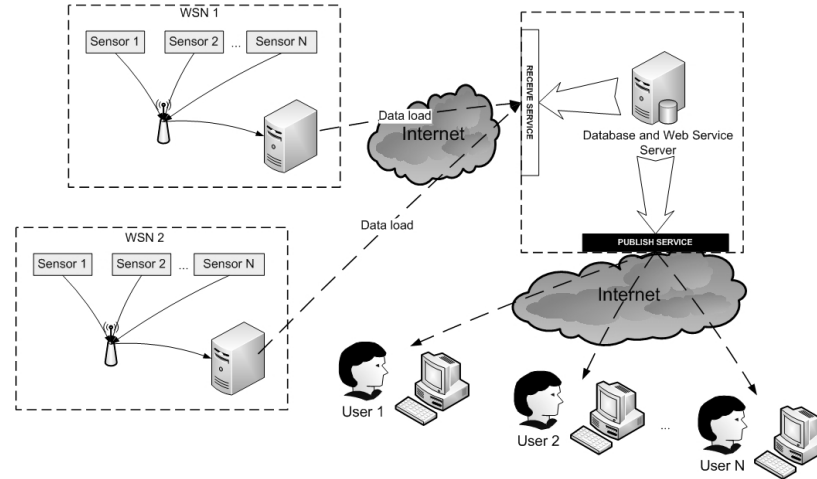 WSN 1
Sensor 1
Sensor 2
...
Sensor N
Data load
Internet
RECEIVE SERVICE
Database and Web Service
Server
PUBLISH SERVICE
WSN 2
Sensor 1
Sensor 2
...
Sensor N
Data load
Internet
User 1
User 2
...
User N